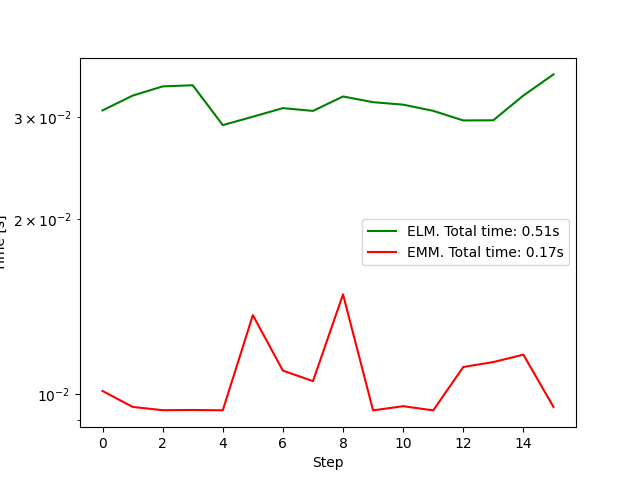 3 × 10⁻²
2 × 10⁻²
10⁻²
ELM. Total time: 0.51s
EMM. Total time: 0.17s
0 2 4 6 8 10 12 14
Step